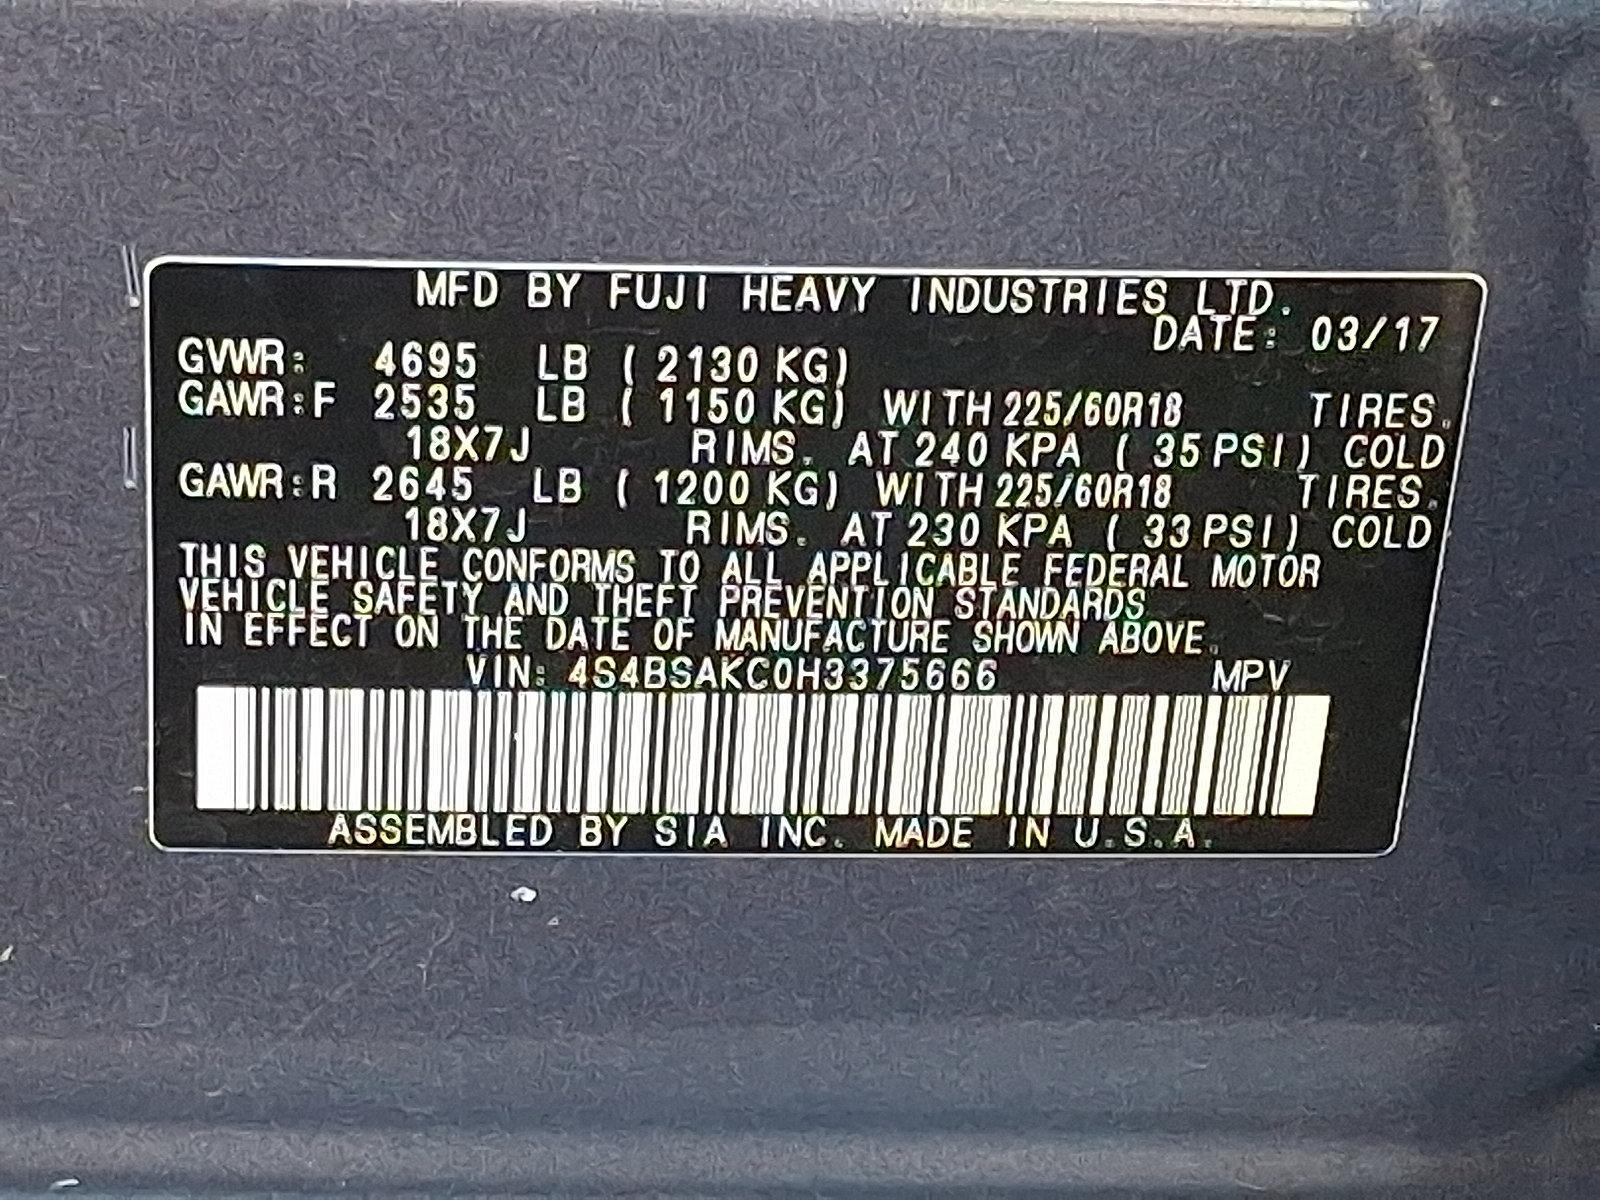 MFD BY FUJI HEAVY INDUSTRIES LTD.
DATE: 03/17
GVWR: 4695 LB ( 2130 KG)
GAWR:F 2535 LB ( 1150 KG) WITH 225/60R18 TIRES.
18X7J RIMS. AT 240 KPA ( 35 PSI) COLD
GAWR:R 2645 LB ( 1200 KG) WITH 225/60R18 TIRES.
18X7J RIMS. AT 230 KPA ( 33 PSI) COLD
THIS VEHICLE CONFORMS TO ALL APPLICABLE FEDERAL MOTOR
VEHICLE SAFETY AND THEFT PREVENTION STANDARDS
IN EFFECT ON THE DATE OF MANUFACTURE SHOWN ABOVE.
VIN: 4S4BSAKC0H3375666 MPV
ASSEMBLED BY SIA INC. MADE IN U.S.A.